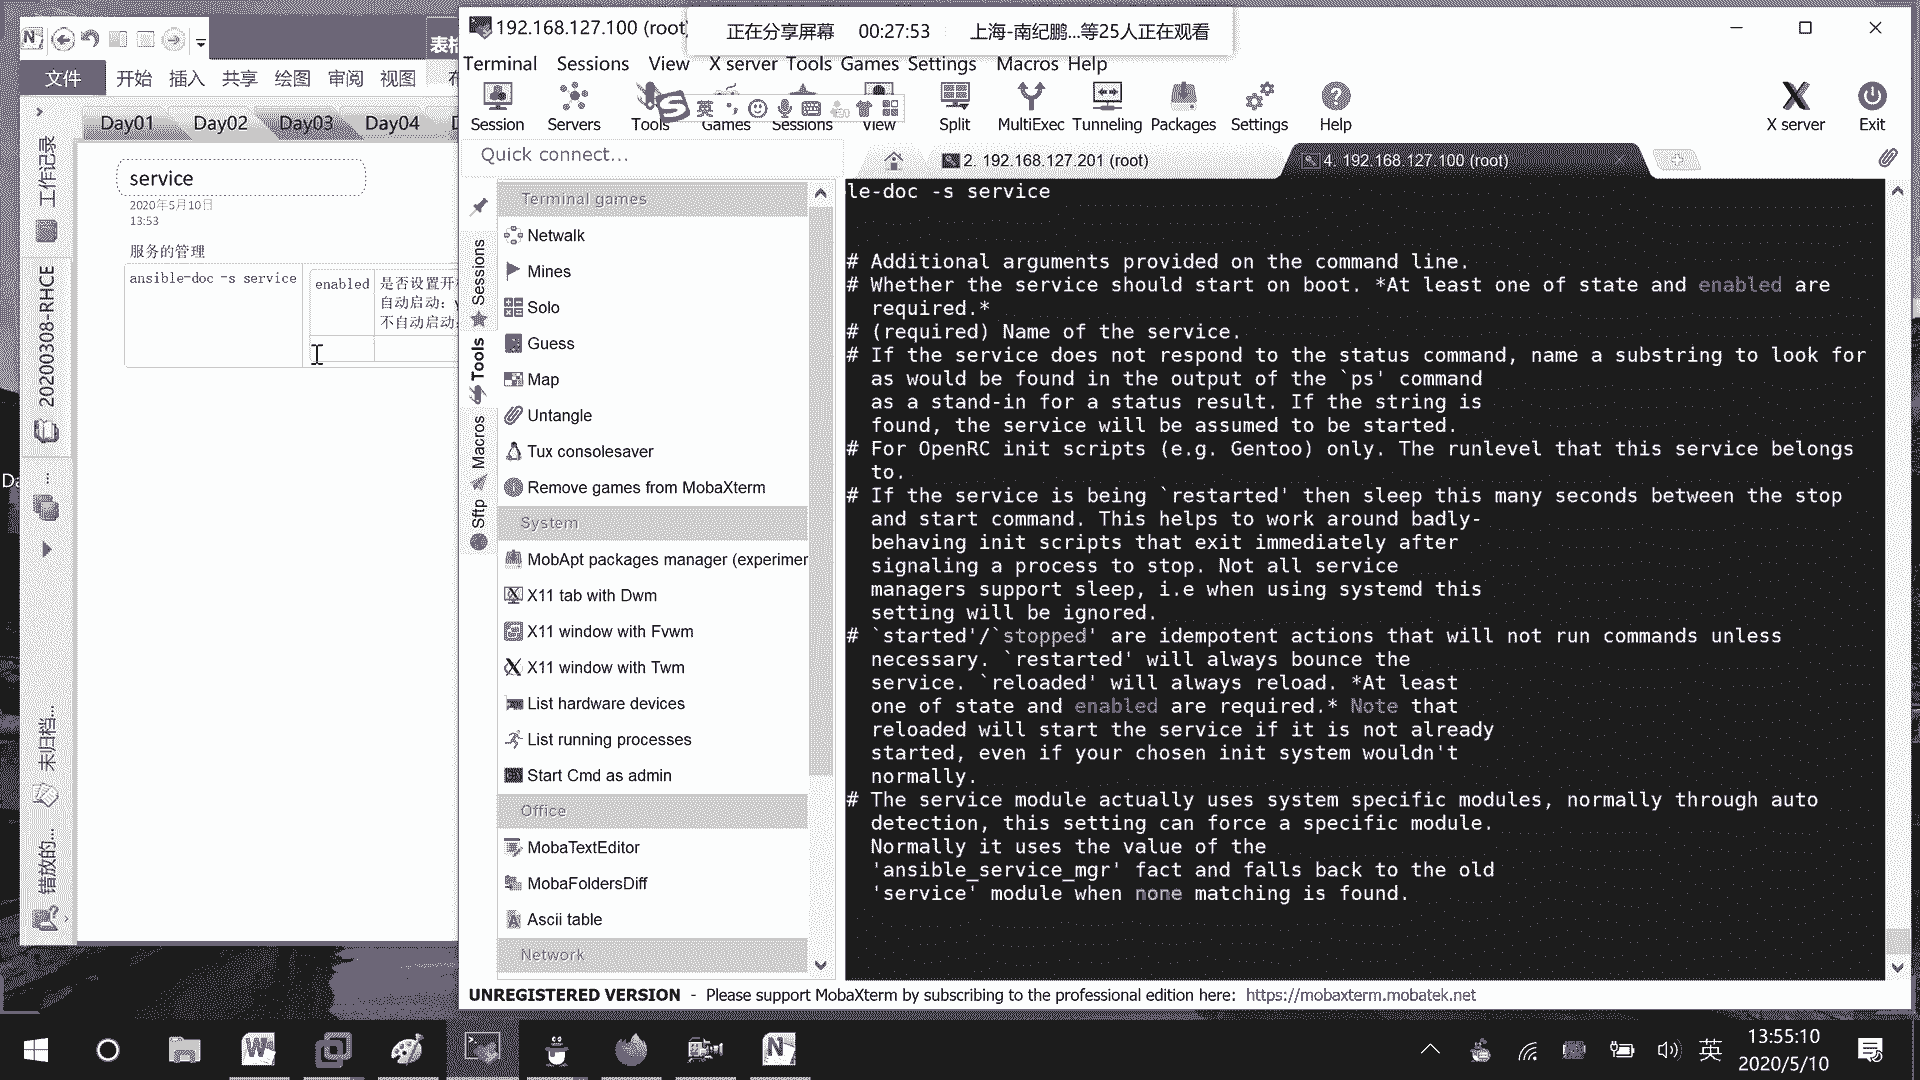 192.168.127.100 (root)
正在分享屏幕 00:27:53 上海-南纪鹏...等25人正在观看
表格
文件 开始 插入 共享 绘图 审阅 视图
Terminal Sessions View X server Tools Games Settings Macros Help
英
Session Servers Tools Games Sessions View Split MultiExec Tunneling Packages Settings Help X server Exit
Day01 Day02 Day03 Day04
Quick connect...
2. 192.168.127.201 (root)
4. 192.168.127.100 (root)
工作记录
20200308-RHCE
未归档...
错放的...
service
2020年5月10日
13:53
服务的管理
ansible-doc -s service
enabled
是否设置开
自动启动:
不自动启动:
Sessions
Tools
Macros
Sftp
Terminal games
Netwalk
Mines
Solo
Guess
Map
Untangle
Tux consolesaver
Remove games from MobaXterm
System
MobApt packages manager (experimer
X11 tab with Dwm
X11 window with Fvwm
X11 window with Twm
List hardware devices
List running processes
Start Cmd as admin
Office
MobaTextEditor
MobaFoldersDiff
Ascii table
Network
le-doc -s service
# Additional arguments provided on the command line.
# Whether the service should start on boot. *At least one of state and enabled are
required.*
# (required) Name of the service.
# If the service does not respond to the status command, name a substring to look for
as would be found in the output of the `ps' command
as a stand-in for a status result. If the string is
found, the service will be assumed to be started.
# For OpenRC init scripts (e.g. Gentoo) only. The runlevel that this service belongs
to.
# If the service is being `restarted' then sleep this many seconds between the stop
and start command. This helps to work around badly-
behaving init scripts that exit immediately after
signaling a process to stop. Not all service
managers support sleep, i.e when using systemd this
setting will be ignored.
# `started'/`stopped' are idempotent actions that will not run commands unless
necessary. `restarted' will always bounce the
service. `reloaded' will always reload. *At least
one of state and enabled are required.* Note that
reloaded will start the service if it is not already
started, even if your chosen init system wouldn't
normally.
# The service module actually uses system specific modules, normally through auto
detection, this setting can force a specific module.
Normally it uses the value of the
'ansible_service_mgr' fact and falls back to the old
'service' module when none matching is found.
UNREGISTERED VERSION - Please support MobaXterm by subscribing to the professional edition here: https://mobaxterm.mobatek.net
英
13:55:10
2020/5/10